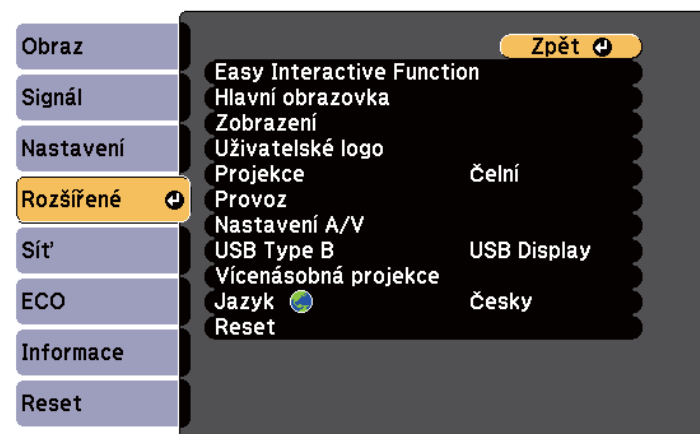 Obraz
Signál
Nastavení
Rozšířené
Síť
ECO
Informace
Reset
Zpět
Easy Interactive Function
Hlavní obrazovka
Zobrazení
Uživatelské logo
Projekce Čelní
Provoz
Nastavení A/V
USB Type B USB Display
Vícenásobná projekce
Jazyk Česky
Reset